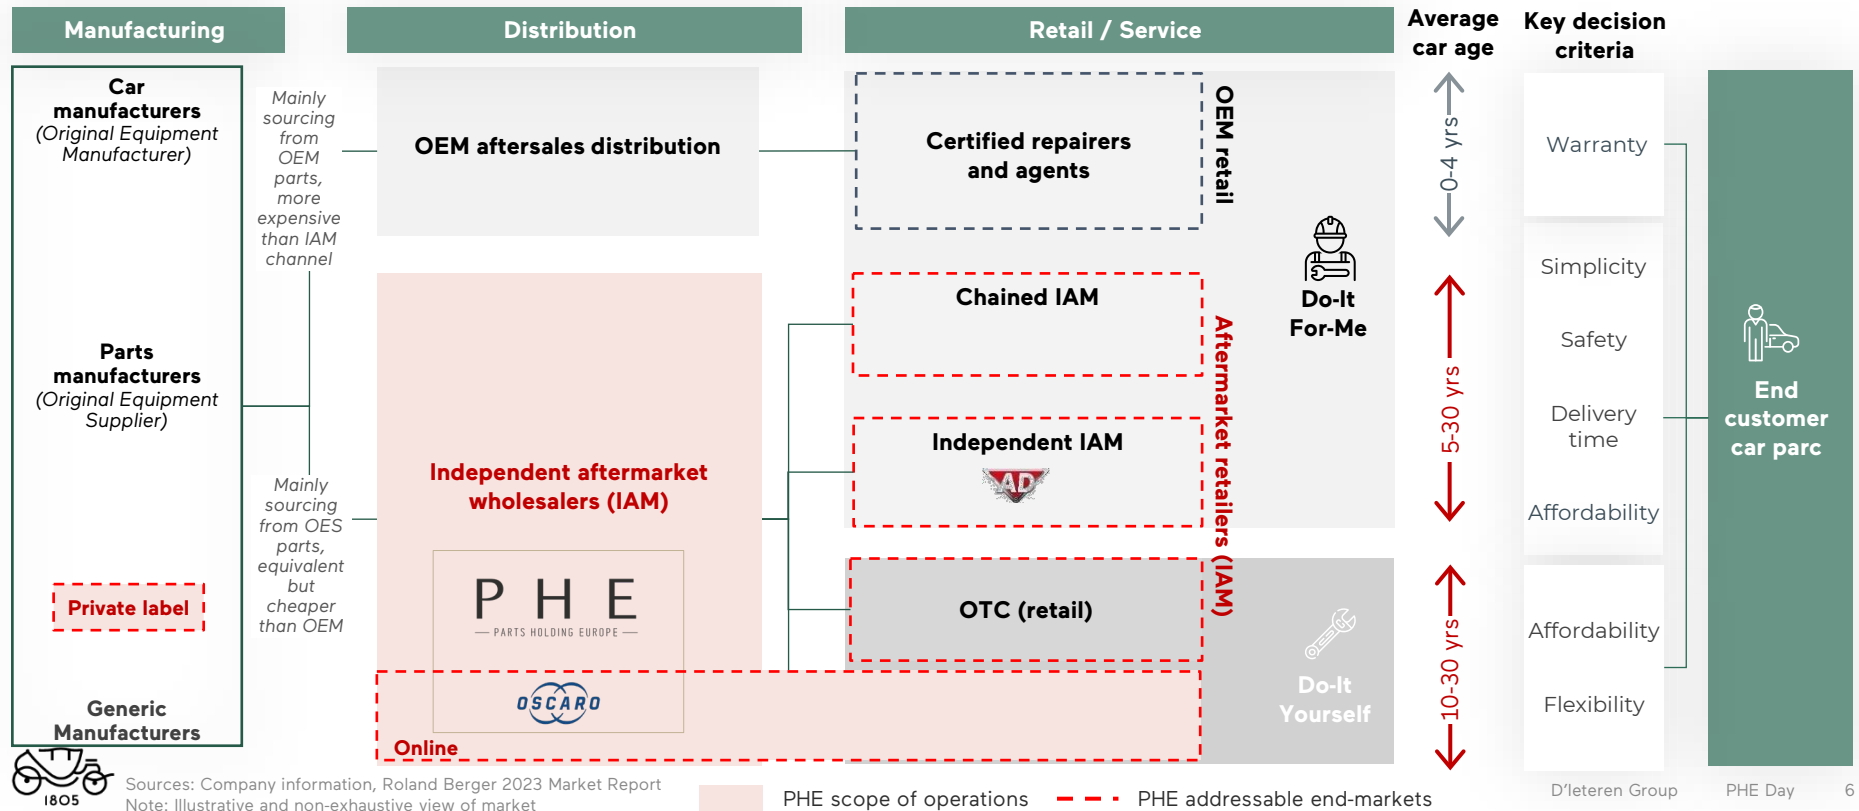 Manufacturing
Distribution
Retail / Service
Average
car age
Key decision
criteria
Car
manufacturers
(Original Equipment
Manufacturer)
Parts
manufacturers
(Original Equipment
Supplier)
Private label
Generic
Manufacturers
Mainly
sourcing
from
OEM
parts,
more
expensive
than IAM
channel
Mainly
sourcing
from OES
parts,
equivalent
but
cheaper
than OEM
OEM aftersales distribution
Independent aftermarket
wholesalers (IAM)
PHE
PARTS HOLDING EUROPE
OSCARO
Online
Certified repairers
and agents
OEM retail
Chained IAM
Independent IAM
AD
OTC (retail)
Aftermarket retailers (IAM)
Do-It
For-Me
Do-It
Yourself
0-4 yrs
5-30 yrs
10-30 yrs
Warranty
Simplicity
Safety
Delivery
time
Affordability
Affordability
Flexibility
End
customer
car parc
1805
Sources: Company information, Roland Berger 2023 Market Report
Note: Illustrative and non-exhaustive view of market
PHE scope of operations
PHE addressable end-markets
D'Ieteren Group
PHE Day
6